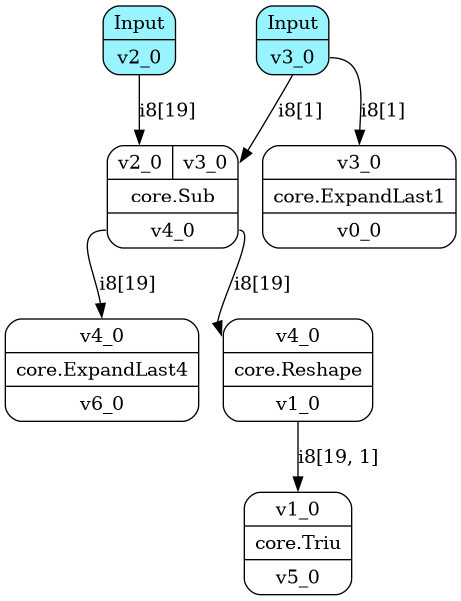 Input
v2_0
Input
v3_0
i8[19]
i8[1]
i8[1]
v2_0 v3_0
core.Sub
v4_0
v3_0
core.ExpandLast1
v0_0
i8[19]
i8[19]
v4_0
core.ExpandLast4
v6_0
v4_0
core.Reshape
v1_0
i8[19, 1]
v1_0
core.Triu
v5_0